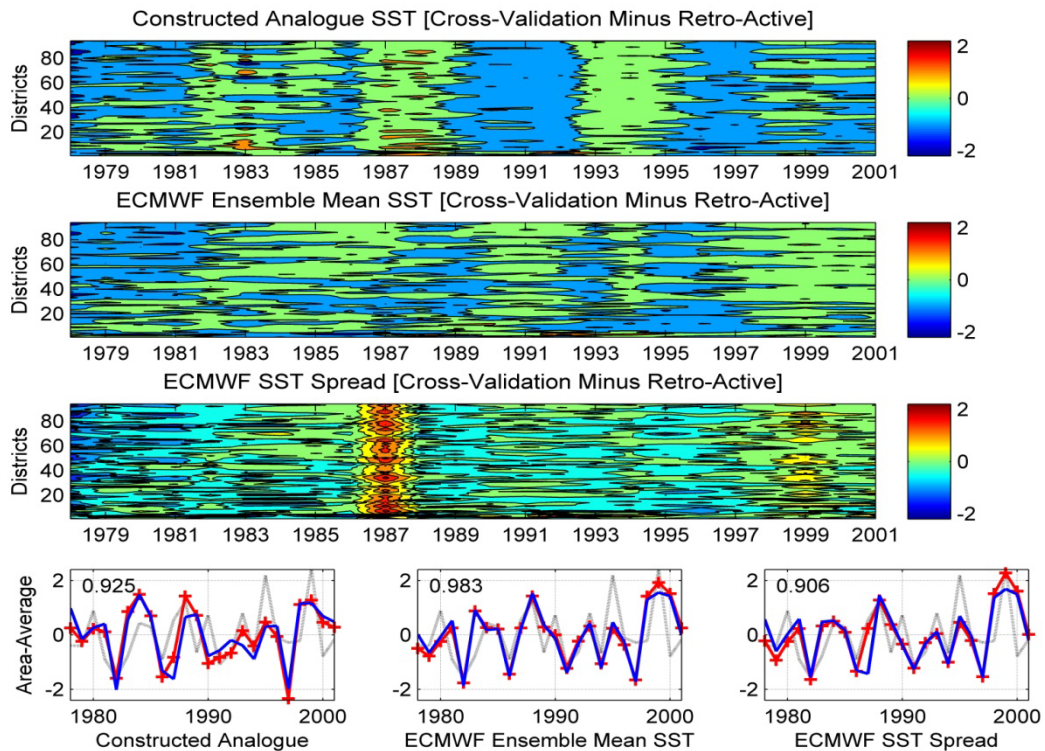 Constructed Analogue SST [Cross-Validation Minus Retro-Active]
Districts
80
60
40
20
1979 1981 1983 1985 1987 1989 1991 1993 1995 1997 1999 2001
2
0
-2
ECMWF Ensemble Mean SST [Cross-Validation Minus Retro-Active]
Districts
80
60
40
20
1979 1981 1983 1985 1987 1989 1991 1993 1995 1997 1999 2001
2
0
-2
ECMWF SST Spread [Cross-Validation Minus Retro-Active]
Districts
80
60
40
20
1979 1981 1983 1985 1987 1989 1991 1993 1995 1997 1999 2001
2
0
-2
Area-Average
2
0
-2
0.925
1980 1990 2000
Constructed Analogue
2
0
-2
0.983
1980 1990 2000
ECMWF Ensemble Mean SST
2
0
-2
0.906
1980 1990 2000
ECMWF SST Spread